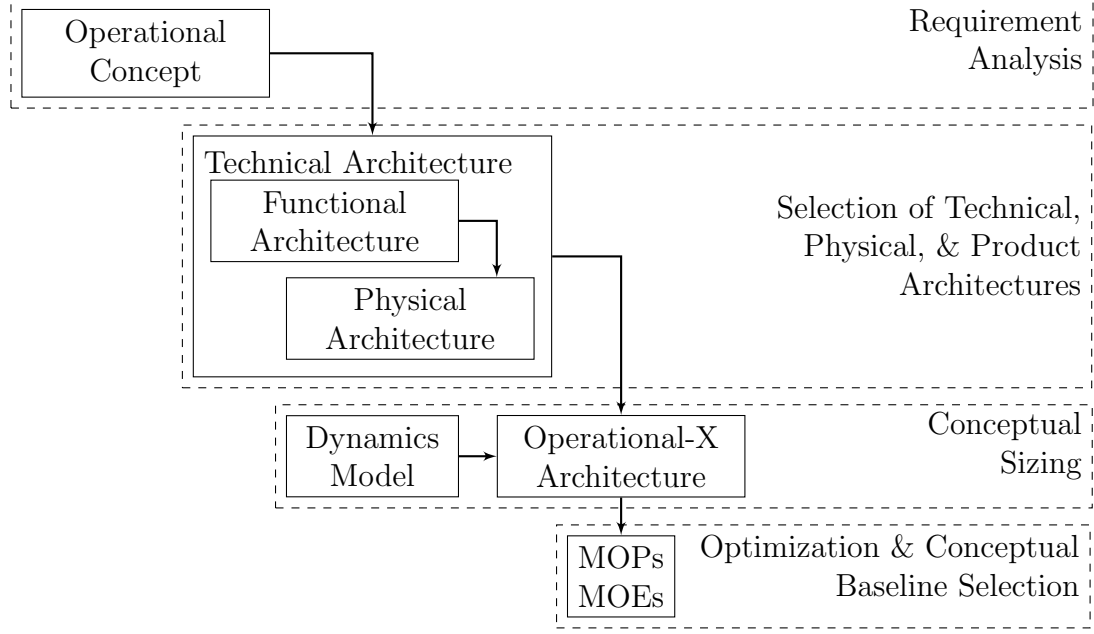 Operational
Concept
Requirement
Analysis
Technical Architecture
Functional
Architecture
Physical
Architecture
Selection of Technical,
Physical, & Product
Architectures
Dynamics
Model
Operational-X
Architecture
Conceptual
Sizing
MOPs
MOEs
Optimization & Conceptual
Baseline Selection